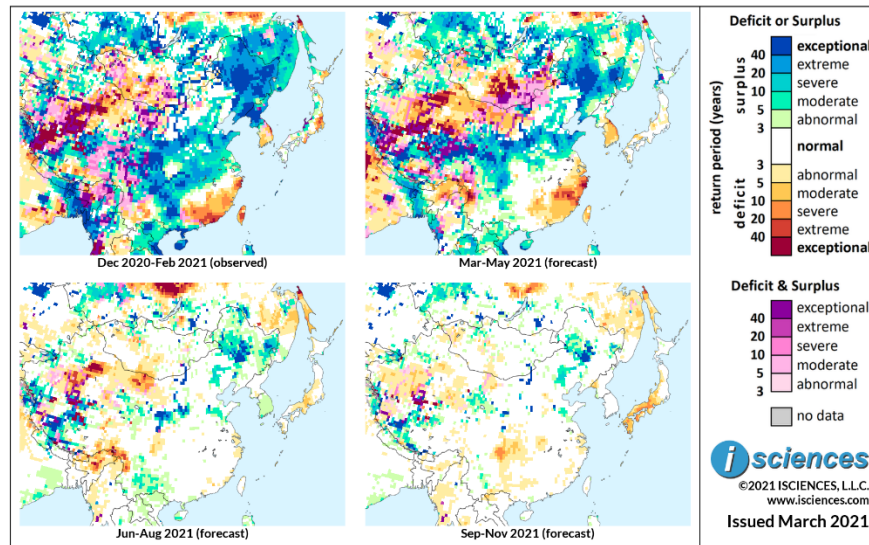 Dec 2020-Feb 2021 (observed)
Mar-May 2021 (forecast)
Jun-Aug 2021 (forecast)
Sep-Nov 2021 (forecast)
Deficit or Surplus
return period (years)
surplus
deficit
exceptional
40
extreme
20
severe
10
moderate
5
abnormal
3
normal
3
abnormal
5
moderate
10
severe
20
extreme
40
exceptional
Deficit & Surplus
exceptional
40
extreme
20
severe
10
moderate
5
abnormal
3
no data
i sciences
©2021 ISCIENCES, L.L.C.
www.isciences.com
Issued March 2021